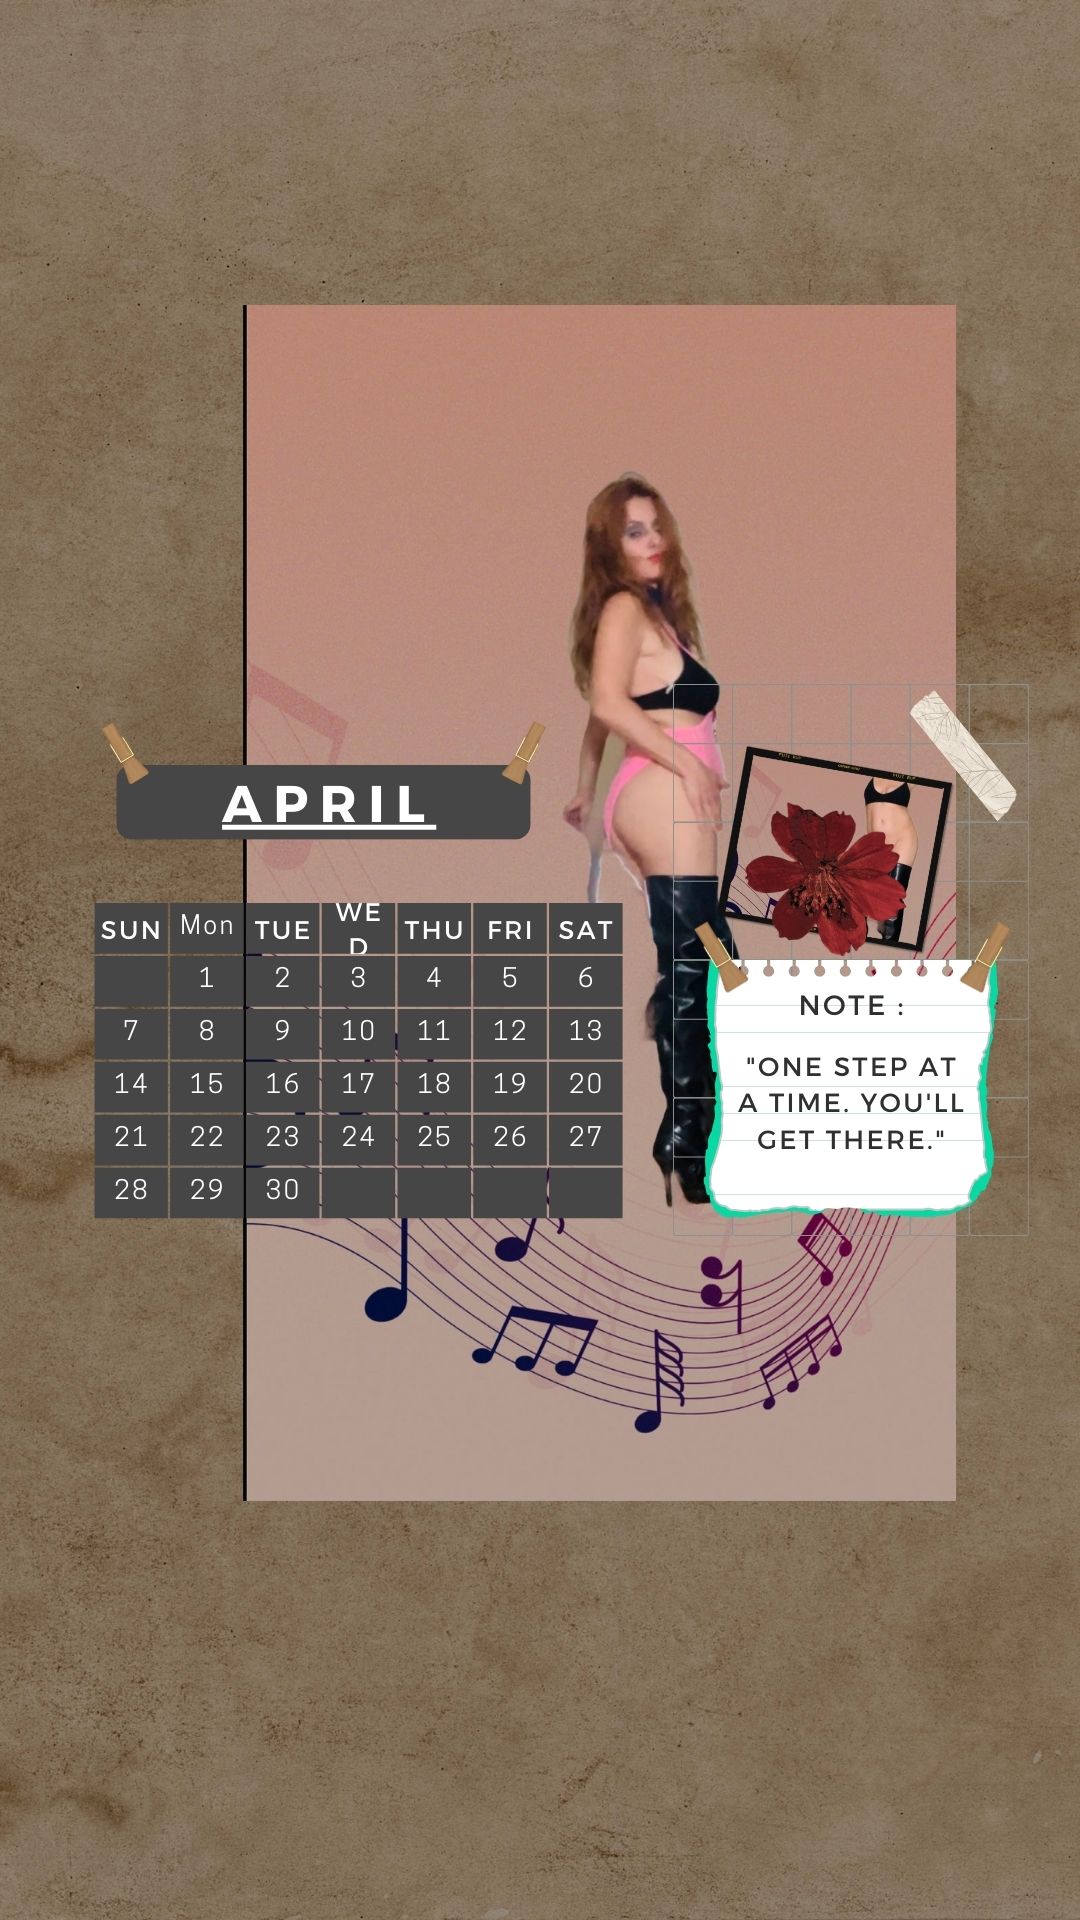 APRIL
SUN Mon TUE WE THU FRI SAT
D
1 2 3 4 5 6
7 8 9 10 11 12 13
14 15 16 17 18 19 20
21 22 23 24 25 26 27
28 29 30
NOTE :
"ONE STEP AT
A TIME. YOU'LL
GET THERE."